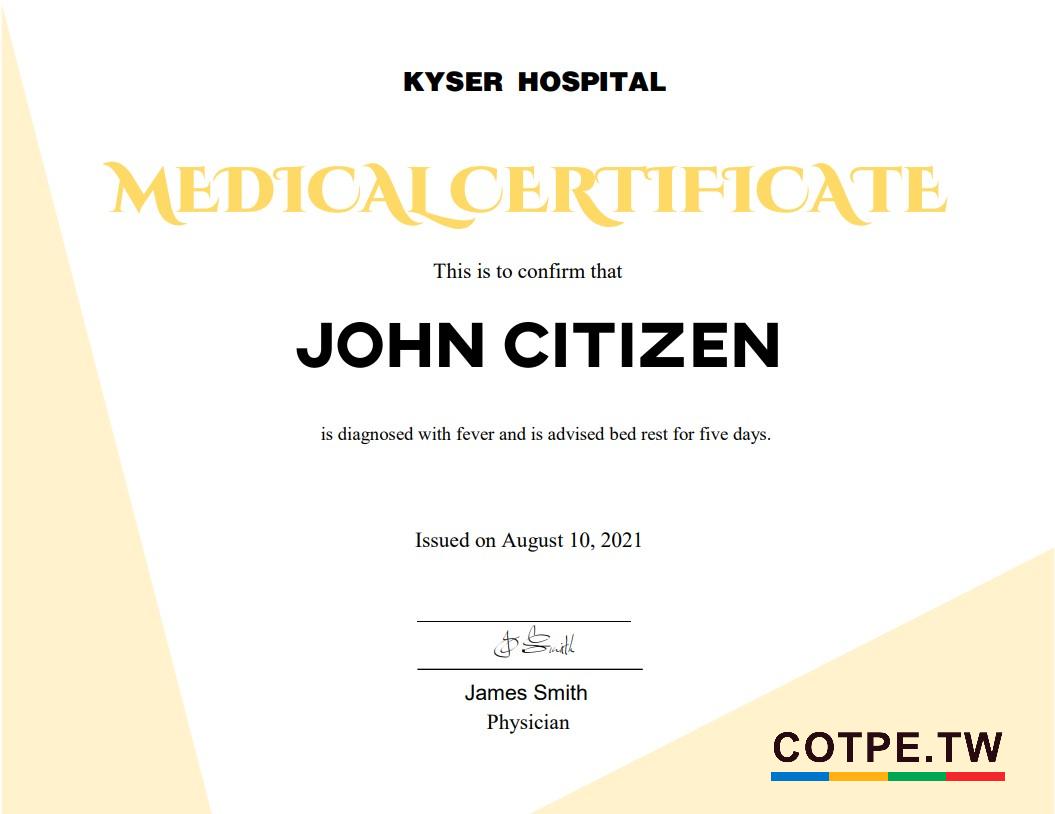 KYSER HOSPITAL
MEDICAL CERTIFICATE
This is to confirm that
JOHN CITIZEN
is diagnosed with fever and is advised bed rest for five days.
Issued on August 10, 2021
J Smith
James Smith
Physician
COTPE.TW